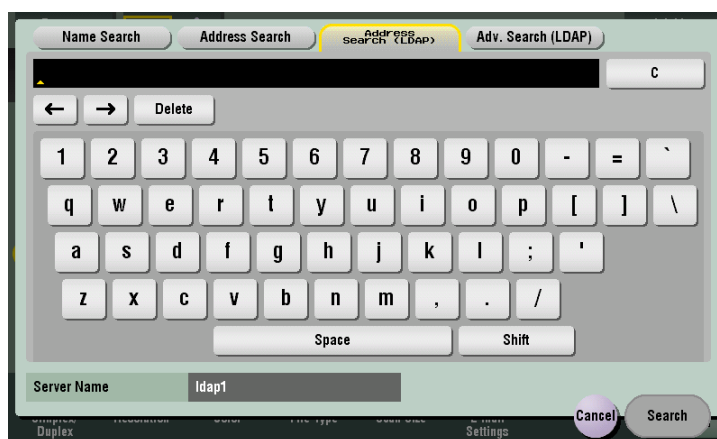 Name Search
Address Search
Address
Search (LDAP)
Adv. Search (LDAP)
C
← → Delete
1 2 3 4 5 6 7 8 9 0 - = `
q w e r t y u i o p [ ] \
a s d f g h j k l ; '
z x c v b n m , . /
Space Shift
Server Name ldap1
Cancel Search
Duplex
Settings